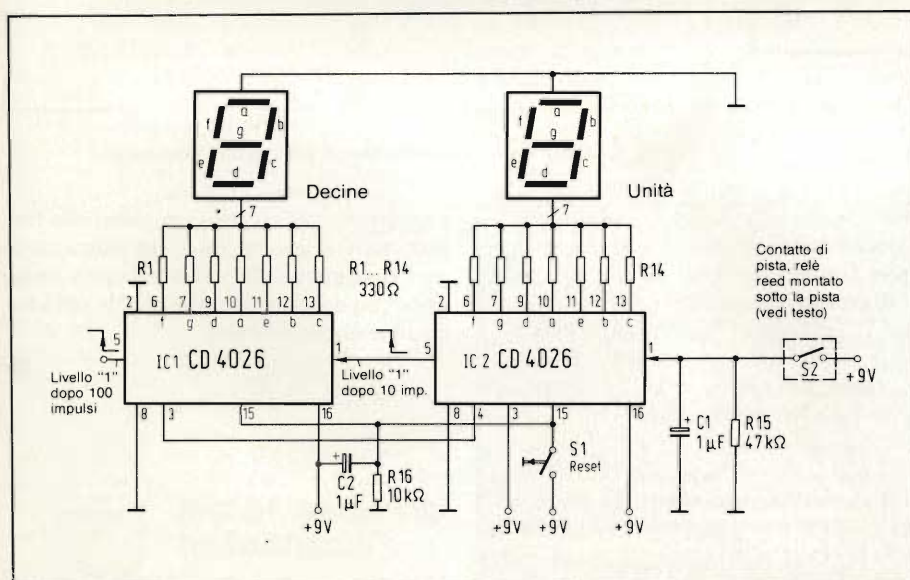 a
f b
g
e c
d
Decine
7
a
f b
g
e c
d
Unità
7
R1
R1... R14
330Ω
R14
Contatto di
pista, relè
reed montato
sotto la pista
(vedi testo)
2 6 7 9 10 11 12 13
f g d a e b c
5
IC1 CD 4026
1
Livello "1"
dopo 100
impulsi
8 3 15 16
Livello "1"
dopo 10 imp.
2 6 7 9 10 11 12 13
f g d a e b c
5
IC2 CD 4026
1
8 4 3 15 16
S2
+9V
+
C1
1µF
R15
47kΩ
+
C2
1µF
R16
10kΩ
S1
Reset
+9V
+9V
+9V
+9V